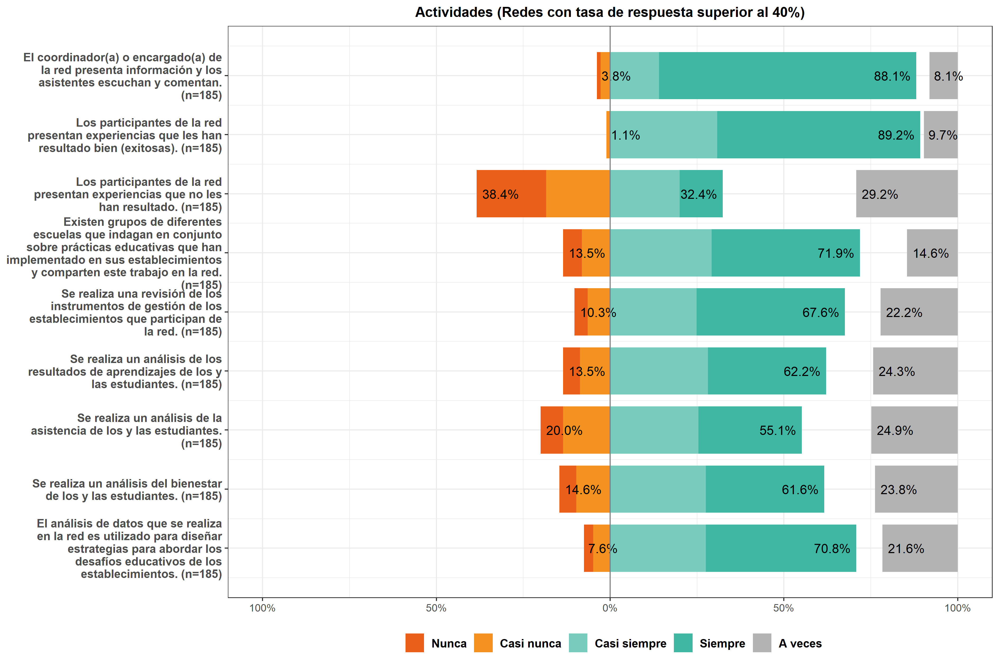 Actividades (Redes con tasa de respuesta superior al 40%)
El coordinador(a) o encargado(a) de
la red presenta información y los
asistentes escuchan y comentan.
(n=185)
3.8%
88.1%
8.1%
Los participantes de la red
presentan experiencias que les han
resultado bien (exitosas). (n=185)
1.1%
89.2%
9.7%
Los participantes de la red
presentan experiencias que no les
han resultado. (n=185)
38.4%
32.4%
29.2%
Existen grupos de diferentes
escuelas que indagan en conjunto
sobre prácticas educativas que han
implementado en sus establecimientos
y comparten este trabajo en la red.
(n=185)
13.5%
71.9%
14.6%
Se realiza una revisión de los
instrumentos de gestión de los
establecimientos que participan de
la red. (n=185)
10.3%
67.6%
22.2%
Se realiza un análisis de los
resultados de aprendizajes de los y
las estudiantes. (n=185)
13.5%
62.2%
24.3%
Se realiza un análisis de la
asistencia de los y las estudiantes.
(n=185)
20.0%
55.1%
24.9%
Se realiza un análisis del bienestar
de los y las estudiantes. (n=185)
14.6%
61.6%
23.8%
El análisis de datos que se realiza
en la red es utilizado para diseñar
estrategias para abordar los
desafíos educativos de los
establecimientos. (n=185)
7.6%
70.8%
21.6%
100% 50% 0% 50% 100%
Nunca Casi nunca Casi siempre Siempre A veces